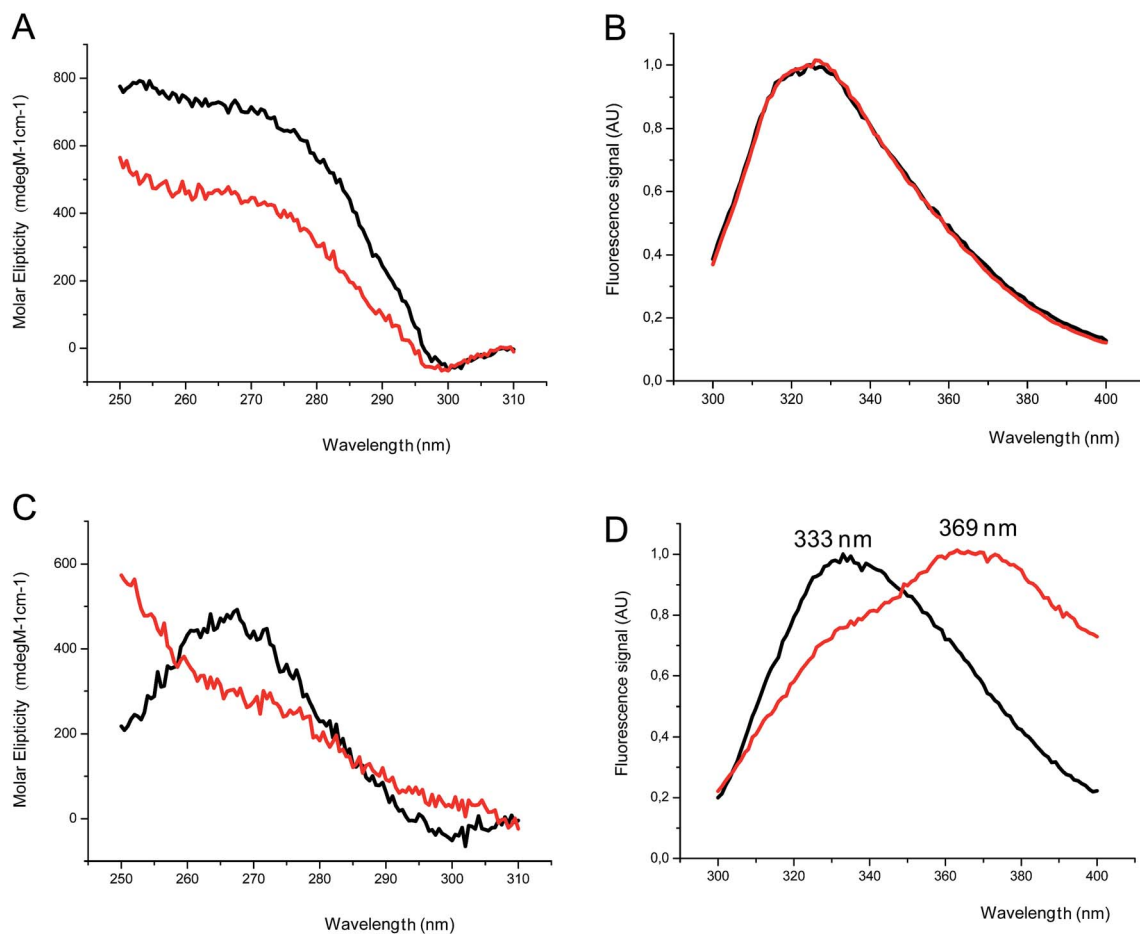 A
Molar Elipticity (mdegM-1cm-1)
800
600
400
200
0
250 260 270 280 290 300 310
Wavelength (nm)
B
Fluorescence signal (AU)
1,0
0,8
0,6
0,4
0,2
0,0
300 320 340 360 380 400
Wavelength (nm)
C
Molar Elipticity (mdegM-1cm-1)
600
400
200
0
250 260 270 280 290 300 310
Wavelength (nm)
D
333 nm 369 nm
Fluorescence signal (AU)
1,0
0,8
0,6
0,4
0,2
0,0
300 320 340 360 380 400
Wavelength (nm)